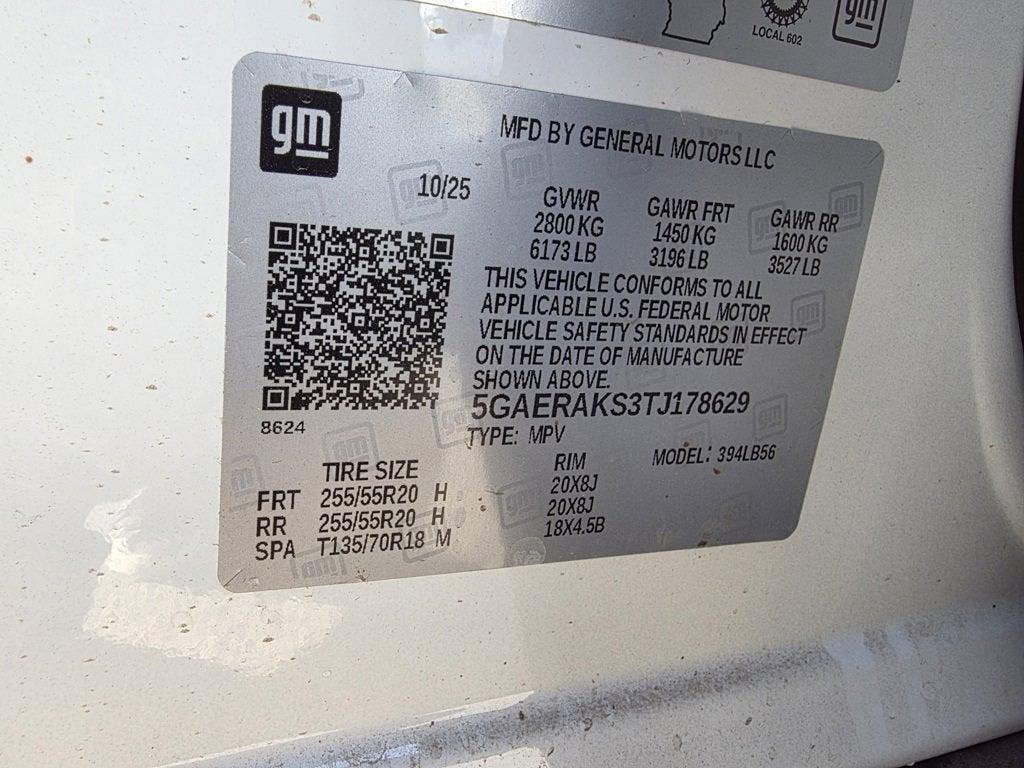 LOCAL 602
gm
gm
MFD BY GENERAL MOTORS LLC
10/25
GVWR GAWR FRT GAWR RR
2800 KG 1450 KG 1600 KG
6173 LB 3196 LB 3527 LB
THIS VEHICLE CONFORMS TO ALL
APPLICABLE U.S. FEDERAL MOTOR
VEHICLE SAFETY STANDARDS IN EFFECT
ON THE DATE OF MANUFACTURE
SHOWN ABOVE.
5GAERAKS3TJ178629
8624
TYPE: MPV MODEL: 394LB56
TIRE SIZE RIM
FRT 255/55R20 H 20X8J
RR 255/55R20 H 20X8J
SPA T135/70R18 M 18X4.5B